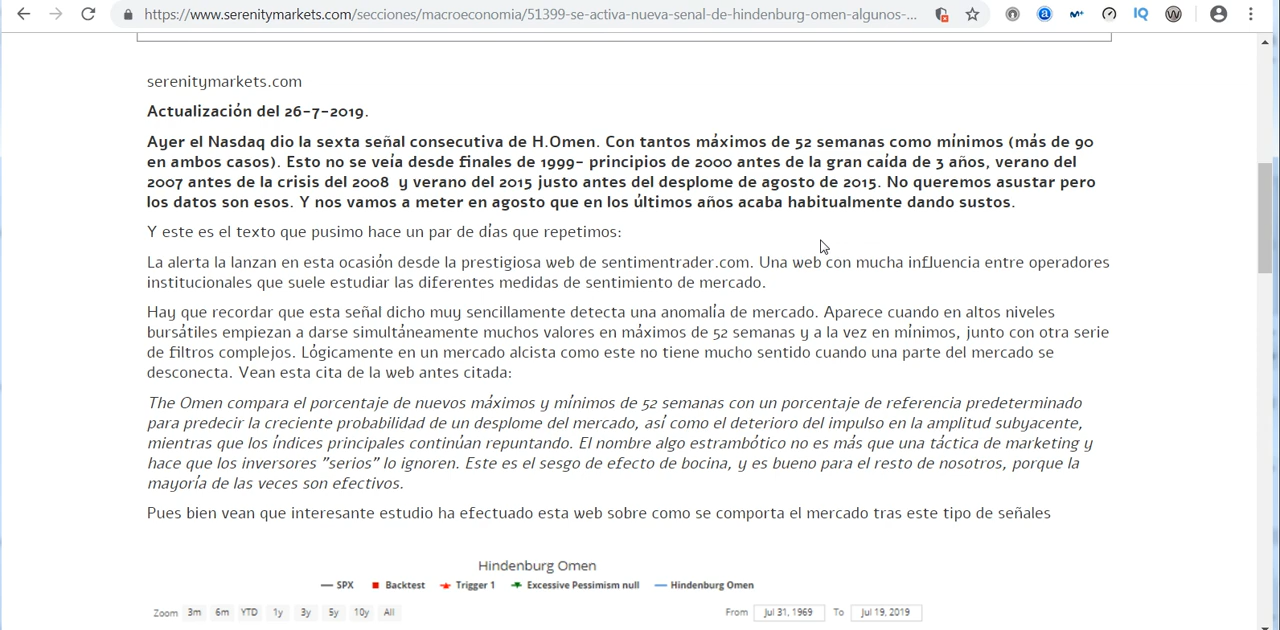 https://www.serenitymarkets.com/secciones/macroeconomia/51399-se-activa-nueva-senal-de-hindenburg-omen-algunos-...
serenitymarkets.com
Actualización del 26-7-2019.
Ayer el Nasdaq dio la sexta señal consecutiva de H.Omen. Con tantos máximos de 52 semanas como mínimos (más de 90
en ambos casos). Esto no se veía desde finales de 1999- principios de 2000 antes de la gran caída de 3 años, verano del
2007 antes de la crisis del 2008 y verano del 2015 justo antes del desplome de agosto de 2015. No queremos asustar pero
los datos son esos. Y nos vamos a meter en agosto que en los últimos años acaba habitualmente dando sustos.
Y este es el texto que pusimo hace un par de días que repetimos:
La alerta la lanzan en esta ocasión desde la prestigiosa web de sentimentrader.com. Una web con mucha influencia entre operadores
institucionales que suele estudiar las diferentes medidas de sentimiento de mercado.
Hay que recordar que esta señal dicho muy sencillamente detecta una anomalía de mercado. Aparece cuando en altos niveles
bursátiles empiezan a darse simultáneamente muchos valores en máximos de 52 semanas y a la vez en mínimos, junto con otra serie
de filtros complejos. Lógicamente en un mercado alcista como este no tiene mucho sentido cuando una parte del mercado se
desconecta. Vean esta cita de la web antes citada:
The Omen compara el porcentaje de nuevos máximos y mínimos de 52 semanas con un porcentaje de referencia predeterminado
para predecir la creciente probabilidad de un desplome del mercado, así como el deterioro del impulso en la amplitud subyacente,
mientras que los índices principales continúan repuntando. El nombre algo estrambótico no es más que una táctica de marketing y
hace que los inversores "serios" lo ignoren. Este es el sesgo de efecto de bocina, y es bueno para el resto de nosotros, porque la
mayoría de las veces son efectivos.
Pues bien vean que interesante estudio ha efectuado esta web sobre como se comporta el mercado tras este tipo de señales
Hindenburg Omen
SPX Backtest Trigger 1 Excessive Pessimism null Hindenburg Omen
Zoom 3m 6m YTD 1y 3y 5y 10y All From Jul 31, 1969 To Jul 19, 2019